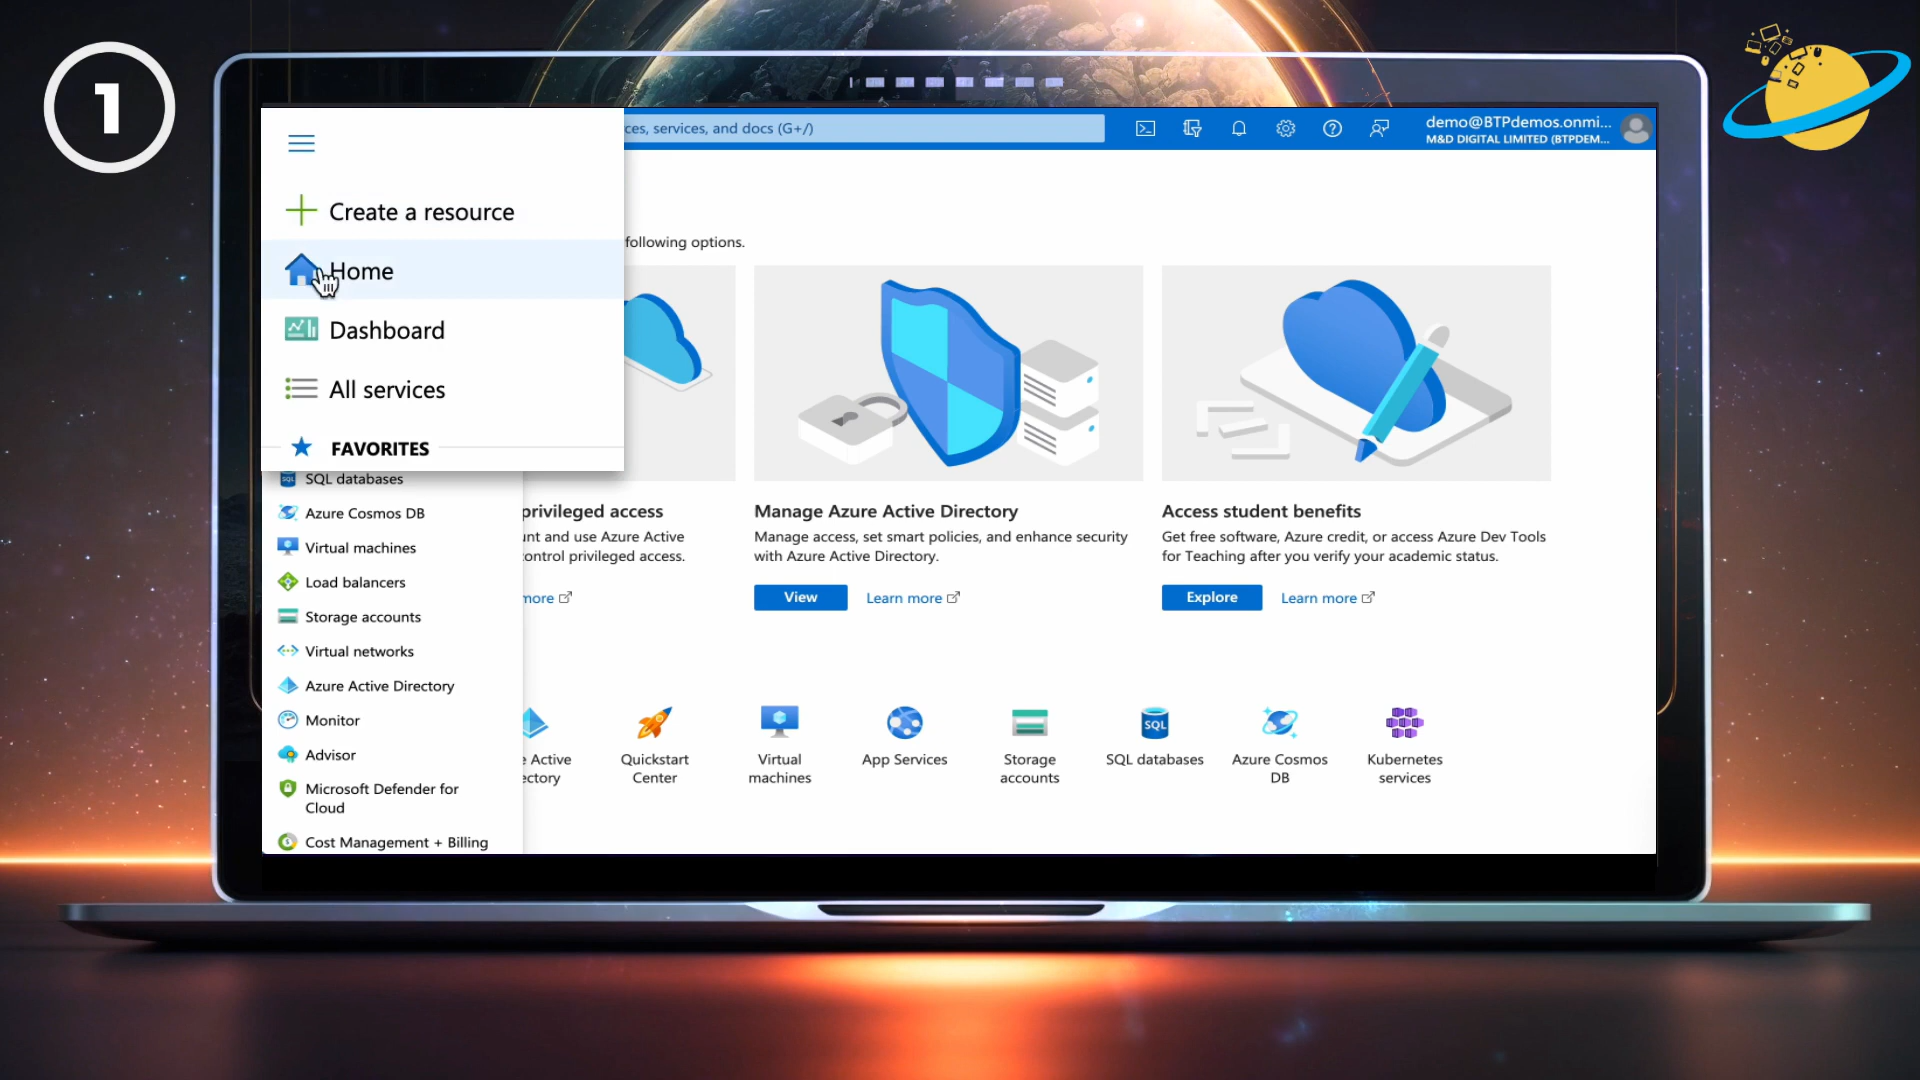 1
ces, services, and docs (G+/)
demo@BTPdemos.onmi...
M&D DIGITAL LIMITED (BTPDEM...
Create a resource
Home
Dashboard
All services
FAVORITES
SQL databases
Azure Cosmos DB
Virtual machines
Load balancers
Storage accounts
Virtual networks
Azure Active Directory
Monitor
Advisor
Microsoft Defender for
Cloud
Cost Management + Billing
following options.
privileged access
unt and use Azure Active
control privileged access.
more
Manage Azure Active Directory
Manage access, set smart policies, and enhance security
with Azure Active Directory.
View
Learn more
Access student benefits
Get free software, Azure credit, or access Azure Dev Tools
for Teaching after you verify your academic status.
Explore
Learn more
e Active
ectory
Quickstart
Center
Virtual
machines
App Services
Storage
accounts
SQL
SQL databases
Azure Cosmos
DB
Kubernetes
services